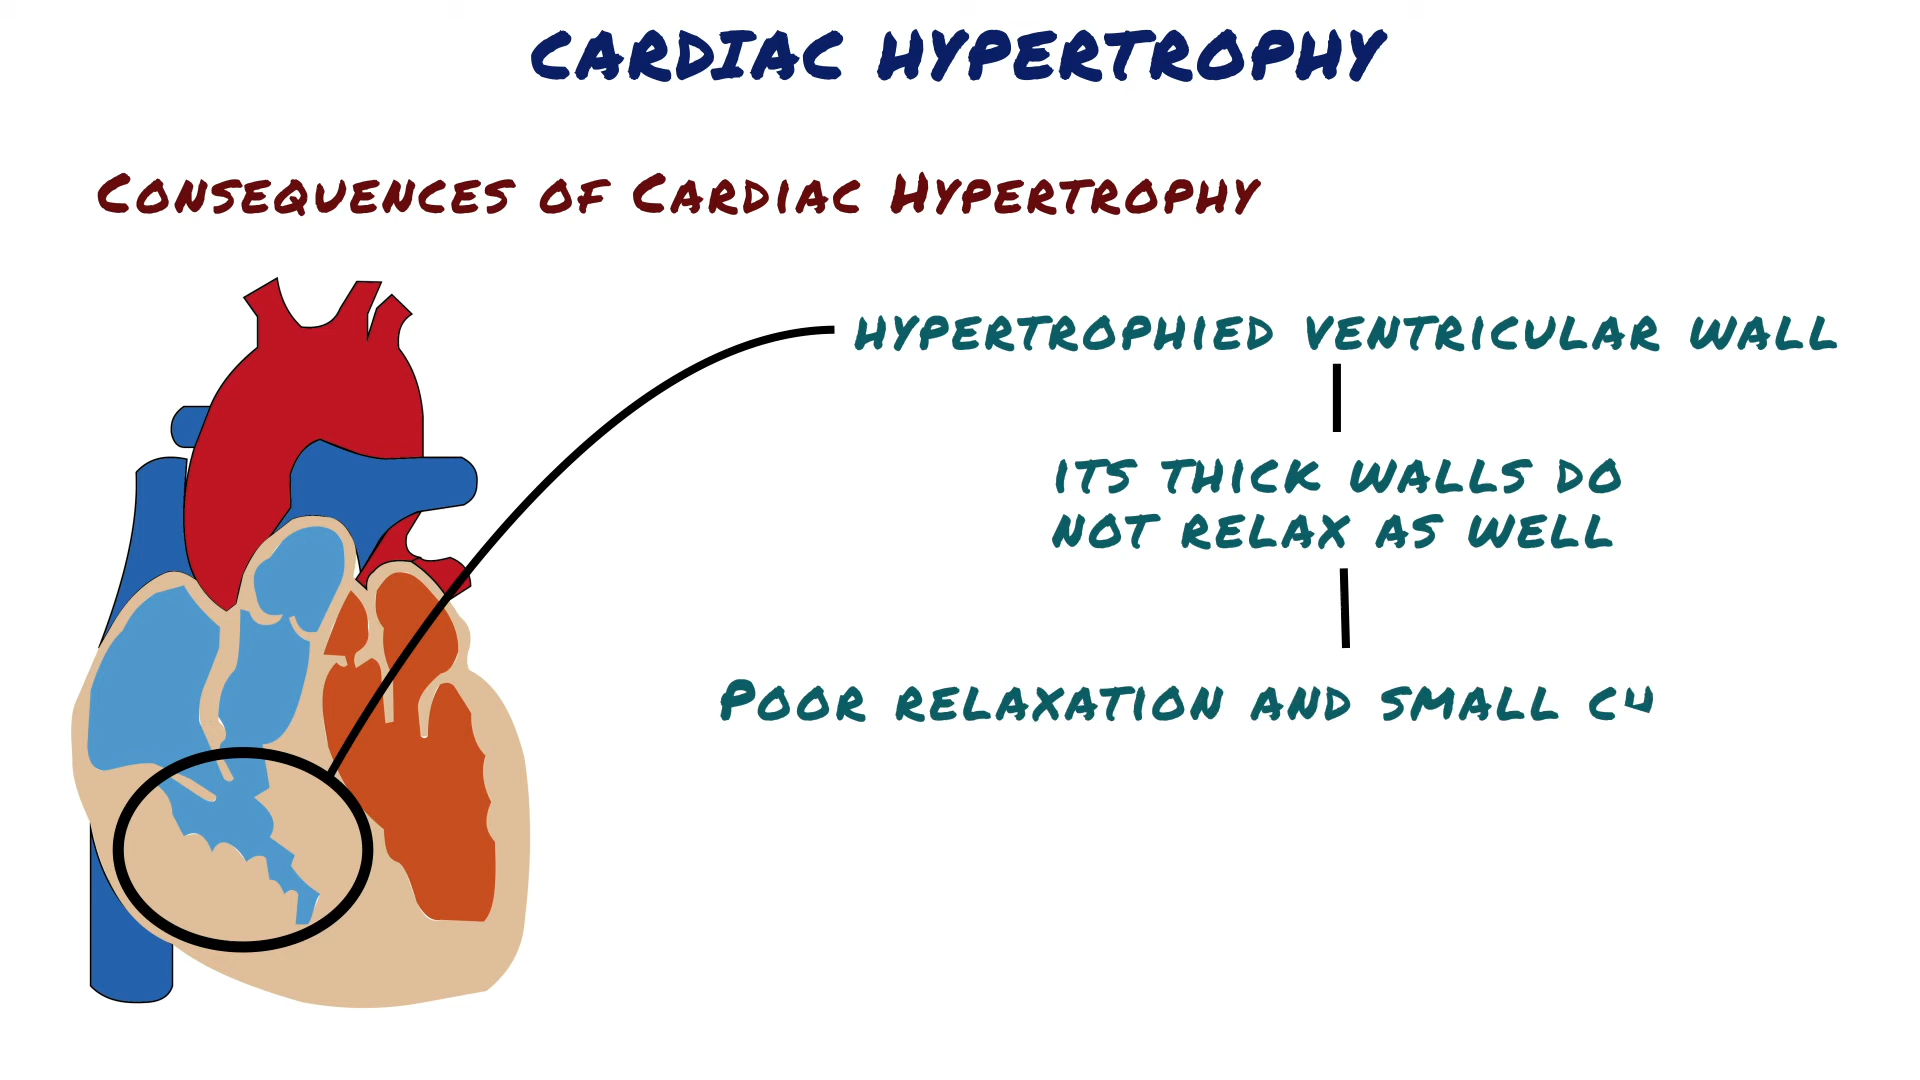 CARDIAC HYPERTROPHY
CONSEQUENCES OF CARDIAC HYPERTROPHY
HYPERTROPHIED VENTRICULAR WALL
ITS THICK WALLS DO
NOT RELAX AS WELL
POOR RELAXATION AND SMALL